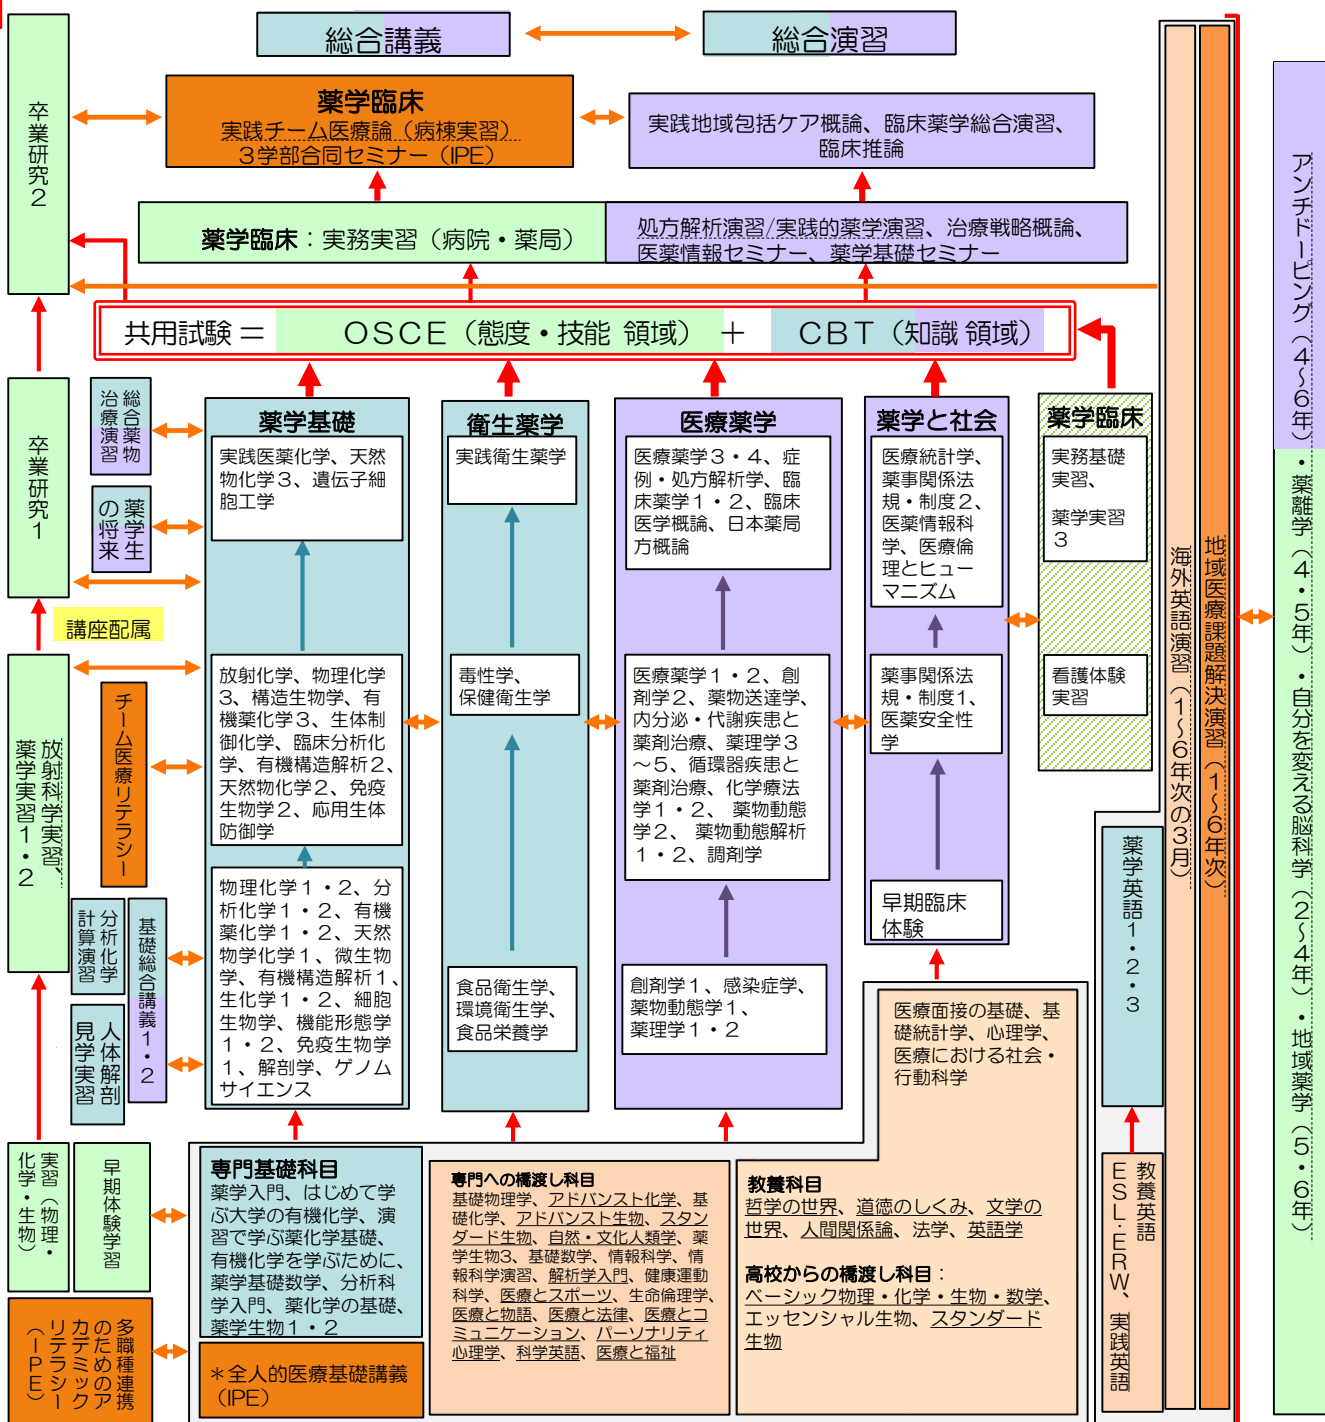 総合講義
総合演習
卒業研究２
薬学臨床
実践チーム医療論（病棟実習）
３学部合同セミナー（IPE）
実践地域包括ケア概論、臨床薬学総合演習、
臨床推論
薬学臨床：実務実習（病院・薬局）
処方解析演習/実践的薬学演習、治療戦略概論、
医薬情報セミナー、薬学基礎セミナー
共用試験＝　ＯＳＣＥ（態度・技能 領域）　＋　ＣＢＴ（知識 領域）
卒業研究１
総合薬物
治療演習
薬学生
の将来
講座配属
薬学基礎
実践医薬化学、天然
物化学３、遺伝子細
胞工学
放射化学、物理化学
３、構造生物学、有
機薬化学３、生体制
御化学、臨床分析化
学、有機構造解析２、
天然物化学２、免疫
生物学２、応用生体
防御学
物理化学１・２、分
析化学１・２、有機
薬化学１・２、天然
物学化学１、微生物
学、有機構造解析１、
生化学１・２、細胞
生物学、機能形態学
１・２、免疫生物学
１、解剖学、ゲノム
サイエンス
衛生薬学
実践衛生薬学
毒性学、
保健衛生学
食品衛生学、
環境衛生学、
食品栄養学
医療薬学
医療薬学３・４、症
例・処方解析学、臨
床薬学１・２、臨床
医学概論、日本薬局
方概論
医療薬学１・２、創
剤学２、薬物送達学、
内分泌・代謝疾患と
薬剤治療、薬理学３
～５、循環器疾患と
薬剤治療、化学療法
学１・２、 薬物動態
学２、 薬物動態解析
１・２、調剤学
創剤学１、感染症学、
薬物動態学１、
薬理学１・２
薬学と社会
医療統計学、
薬事関係法
規・制度２、
医薬情報科
学、医療倫
理とヒュー
マニズム
薬事関係法
規・制度１、
医薬安全性
学
早期臨床
体験
薬学臨床
実務基礎
実習、
薬学実習
３
看護体験
実習
放射科学実習、
薬学実習１・２
チーム医療リテラシー
分析化学
計算演習
人体解剖
見学実習
基礎総合講義１・２
実習（物理・
化学・生物）
早期体験学習
多職種連携
のためのア
カデミック
リテラシー
（ＩＰＥ）
専門基礎科目
薬学入門、はじめて学
ぶ大学の有機化学、演
習で学ぶ薬化学基礎、
有機化学を学ぶために、
薬学基礎数学、分析科
学入門、薬化学の基礎、
薬学生物１・２
＊全人的医療基礎講義
（IPE）
専門への橋渡し科目
基礎物理学、アドバンスト化学、基
礎化学、アドバンスト生物、スタン
ダード生物、自然・文化人類学、薬
学生物3、基礎数学、情報科学、情
報科学演習、解析学入門、健康運動
科学、医療とスポーツ、生命倫理学、
医療と物語、医療と法律、医療とコ
ミュニケーション、パーソナリティ
心理学、科学英語、医療と福祉
医療面接の基礎、基
礎統計学、心理学、
医療における社会・
行動科学
教養科目
哲学の世界、道徳のしくみ、文学の
世界、人間関係論、法学、英語学
高校からの橋渡し科目：
ベーシック物理・化学・生物・数学、
エッセンシャル生物、スタンダード
生物
薬学英語１・２・３
教養英語
ＥＳＬ・ＥＲＷ、実践英語
海外英語演習（１～６年次の３月）
地域医療課題解決演習（１～６年次）
アンチドーピング（４～６年）・薬離学（４・５年）・自分を変える脳科学（２～４年）・地域薬学（５・６年）